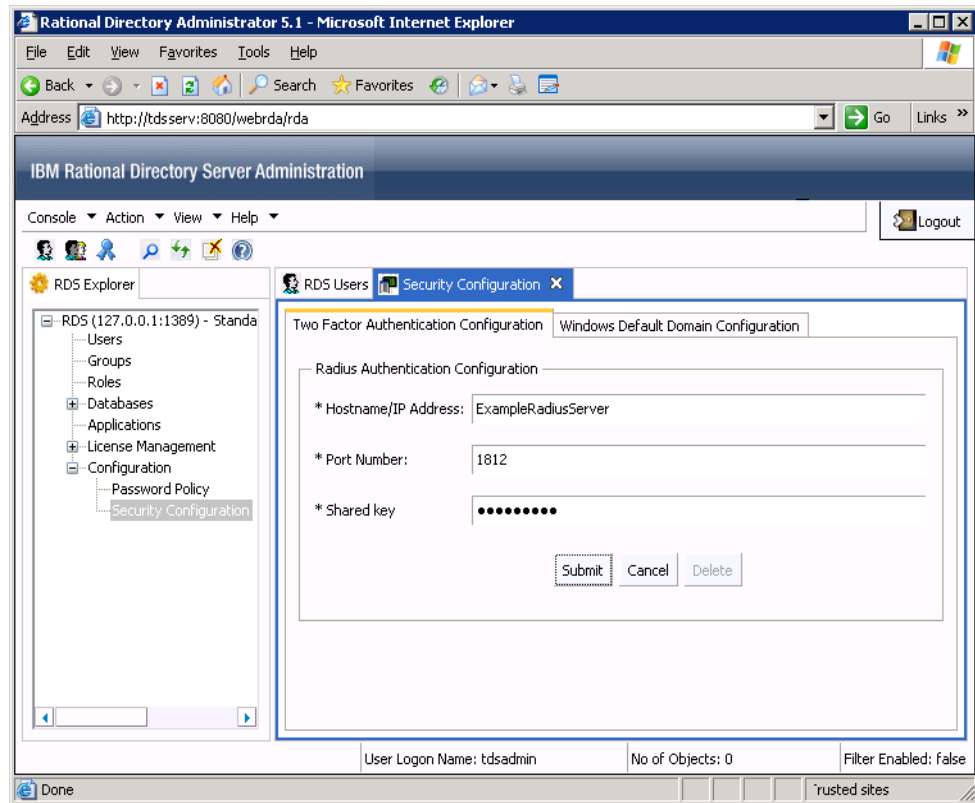 Rational Directory Administrator 5.1 - Microsoft Internet Explorer
File Edit View Favorites Tools Help
Back Search Favorites
Address http://tdsserv:8080/webrda/rda Go Links »
IBM Rational Directory Server Administration
Console Action View Help
Logout
RDS Explorer
RDS Users Security Configuration
RDS (127.0.0.1:1389) - Standa
Users
Groups
Roles
Databases
Applications
License Management
Configuration
Password Policy
Security Configuration
Two Factor Authentication Configuration Windows Default Domain Configuration
Radius Authentication Configuration
* Hostname/IP Address: ExampleRadiusServer
* Port Number: 1812
* Shared key •••••••••
Submit Cancel Delete
User Logon Name: tdsadmin No of Objects: 0 Filter Enabled: false
Done rusted sites